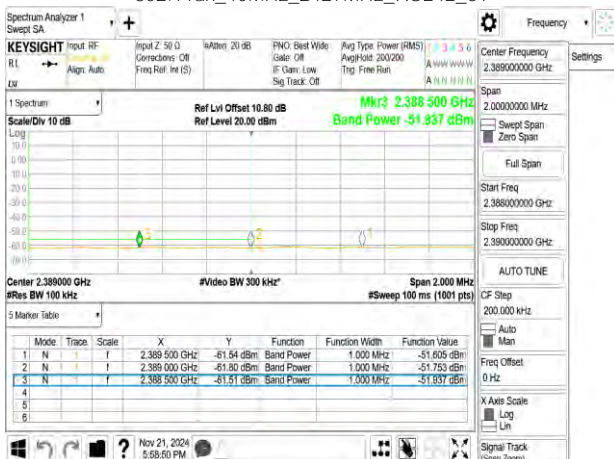 Spectrum Analyzer 1
Swept SA
+
Frequency
KEYSIGHT
Input: RF
Align: Auto
Input Z: 50 Ω
Corrections: Off
Freq Ref: Int (S)
#Atten: 20 dB
PNO: Best Wide
Gate: Off
IF Gain: Low
Sig Track: Off
Avg Type: Power (RMS)
Avg|Hold: 200/200
Trig: Free Run
1 2 3 4 5 6
A W W W W W
A N N N N N
Center Frequency
2.389000000 GHz
Settings
Span
2.00000000 MHz
Swept Span
Zero Span
Full Span
Start Freq
2.388000000 GHz
Stop Freq
2.390000000 GHz
AUTO TUNE
CF Step
200.000 kHz
Auto
Man
Freq Offset
0 Hz
X Axis Scale
Log
Lin
Signal Track
(Span Zoom)
1 Spectrum
Scale/Div 10 dB
Ref Lvl Offset 10.80 dB
Ref Level 20.00 dBm
Mkr3 2.388 500 GHz
Band Power -51.937 dBm
Log
3
2
1
Center 2.389000 GHz
#Res BW 100 kHz
#Video BW 300 kHz*
Span 2.000 MHz
#Sweep 100 ms (1001 pts)
5 Marker Table
Mode Trace Scale X Y Function Function Width Function Value
1 N 1 f 2.389 500 GHz -61.54 dBm Band Power 1.000 MHz -51.605 dBm
2 N 1 f 2.389 000 GHz -61.80 dBm Band Power 1.000 MHz -51.753 dBm
3 N 1 f 2.388 500 GHz -61.51 dBm Band Power 1.000 MHz -51.937 dBm
4
5
6
?
Nov 21, 2024
5:58:50 PM